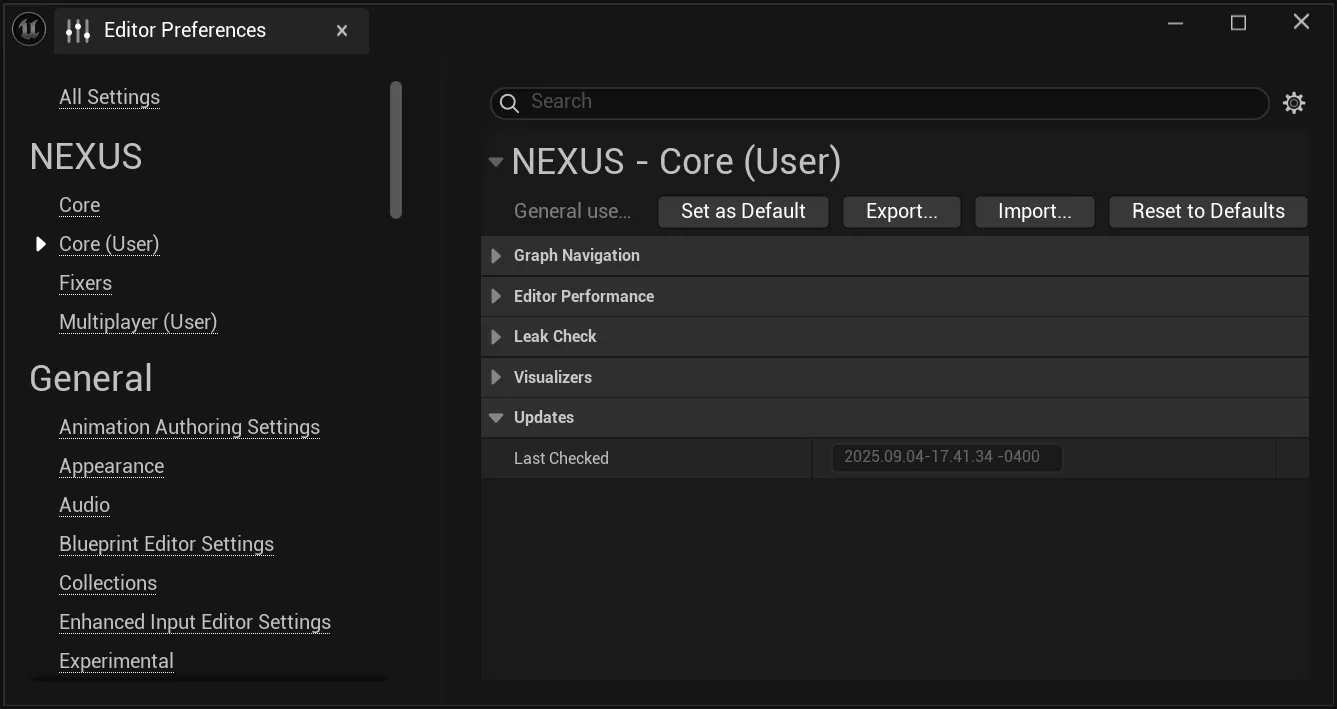 Editor Preferences
All Settings
NEXUS
Core
Core (User)
Fixers
Multiplayer (User)
General
Animation Authoring Settings
Appearance
Audio
Blueprint Editor Settings
Collections
Enhanced Input Editor Settings
Experimental
Search
NEXUS - Core (User)
General use... Set as Default Export... Import... Reset to Defaults
Graph Navigation
Editor Performance
Leak Check
Visualizers
Updates
Last Checked 2025.09.04-17.41.34 -0400